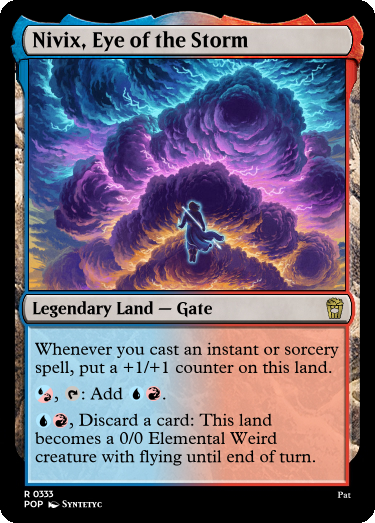 Nivix, Eye of the Storm
Legendary Land — Gate
Whenever you cast an instant or sorcery
spell, put a +1/+1 counter on this land.
, : Add .
, Discard a card: This land
becomes a 0/0 Elemental Weird
creature with flying until end of turn.
R 0333
Pat
POP SYNTETYC